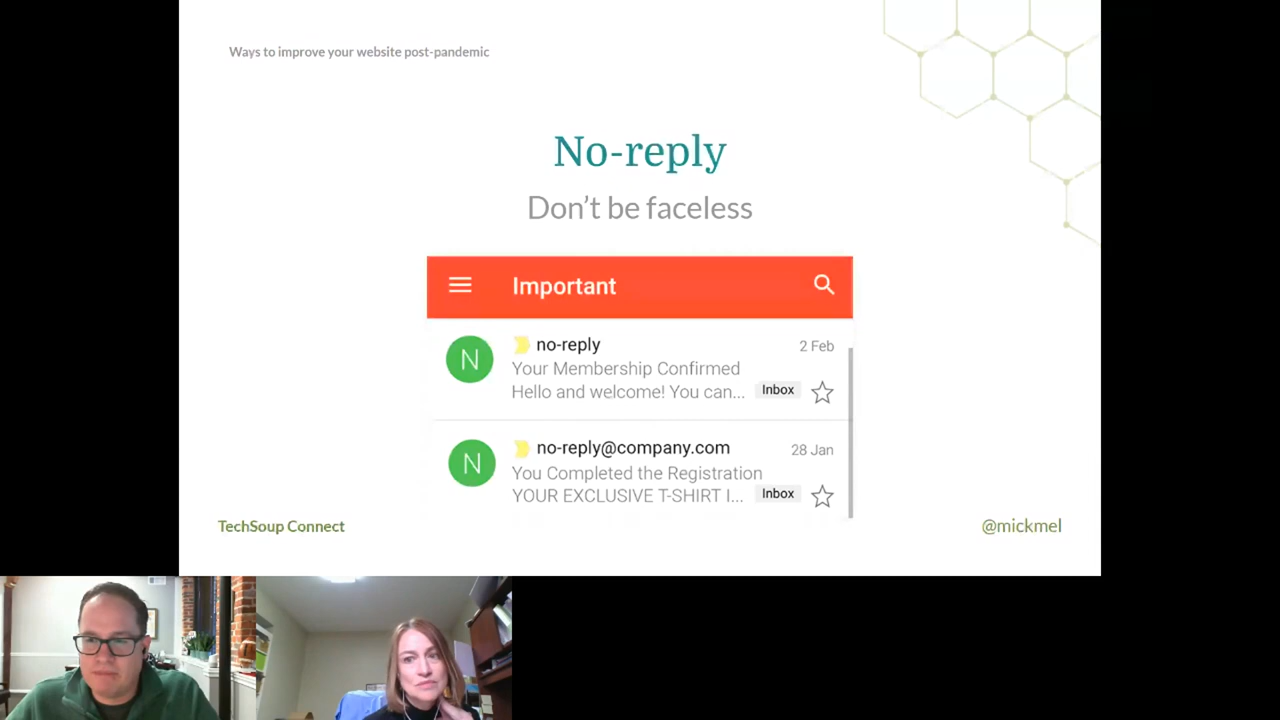 Ways to improve your website post-pandemic
No-reply
Don't be faceless
Important
N
no-reply
2 Feb
Your Membership Confirmed
Hello and welcome! You can...
Inbox
N
no-reply@company.com
28 Jan
You Completed the Registration
YOUR EXCLUSIVE T-SHIRT I...
Inbox
TechSoup Connect
@mickmel